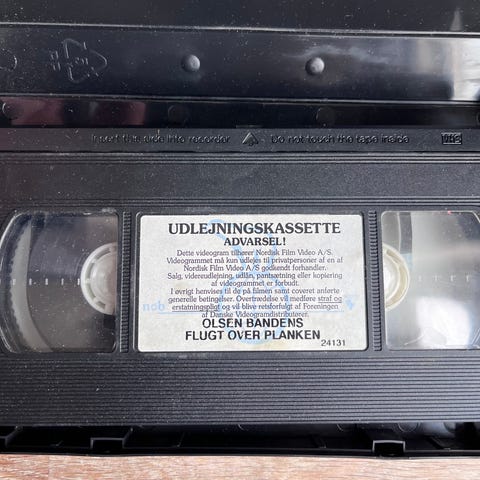 Insert this side into recorder
Do not touch the tape inside
VHS
UDLEJNINGSKASSETTE
ADVARSEL!
Dette videogram tilhører Nordisk Film Video A/S.
Videogrammet må kun udlejes til privatpersoner af en af
Nordisk Film Video A/S godkendt forhandler.
Salg, videreudlejning, udlån, pantsætning eller kopiering
af videogrammet er forbudt.
I øvrigt henvises til de på filmen samt coveret anførte
generelle betingelser. Overtrædelse vil medføre straf og
erstatningspligt og vil blive retsforfulgt af Foreningen
af Danske Videogramdistributører.
OLSEN BANDENS
FLUGT OVER PLANKEN
24131